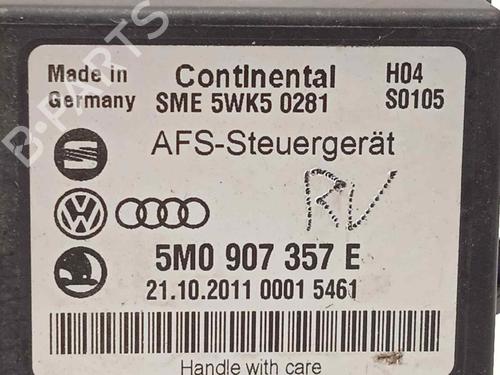 B-PARTS
Made in Continental H04
Germany SME 5WK5 0281 S0105
AFS-Steuergerät
RV
5M0 907 357 E
21.10.2011 0001 5461
Handle with care